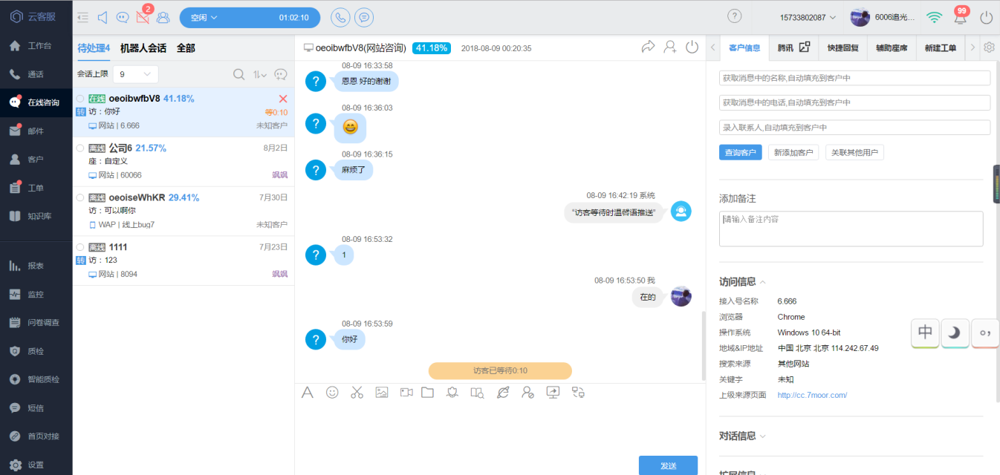 云客服
2
空闲
01:02:10
?
15733802087
6006追光...
99
工作台
通话
在线咨询
邮件
客户
工单
知识库
报表
监控
问卷调查
质检
智能质检
短信
首页对接
设置
待处理4 机器人会话 全部
会话上限 9
在线 oeoibwfbV8 41.18%
转 访：你好 等0:10
网站 | 6.666 未知客户
离线 公司6 21.57% 8月2日
座：自定义
网站 | 60066 飒飒
离线 oeoiseWhKR 29.41% 7月30日
访：可以啊你
WAP | 线上bug7 未知客户
离线 1111 7月23日
转 访：123
网站 | 8094 飒飒
oeoibwfbV8(网站咨询) 41.18% 2018-08-09 00:20:35
08-09 16:33:58
? 恩恩 好的谢谢
08-09 16:36:03
?
08-09 16:36:15
? 麻烦了
08-09 16:42:19 系统
“访客等待时温馨语推送”
08-09 16:53:32
? 1
08-09 16:53:50 我
在的
08-09 16:53:59
? 你好
访客已等待0:10
发送
客户信息 腾讯 快捷回复 辅助座席 新建工单
获取消息中的名称,自动填充到客户中
获取消息中的电话,自动填充到客户中
录入联系人,自动填充到客户中
查询客户 新添加客户 关联其他用户
添加备注
请输入备注内容
访问信息
接入号名称 6.666
浏览器 Chrome
操作系统 Windows 10 64-bit
地域&IP地址 中国 北京 北京 114.242.67.49
搜索来源 其他网站
关键字 未知
上级来源页面 http://cc.7moor.com/
中
对话信息
扩展信息